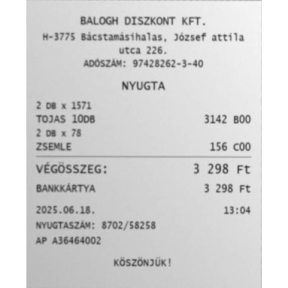 BALOGH DISZKONT KFT.
H-3775 Bácstamásihalas, József attila
utca 226.
ADÓSZÁM: 97428262-3-40
NYUGTA
2 DB x 1571
TOJAS 10DB 3142 B00
2 DB x 78
ZSEMLE 156 C00
VÉGÖSSZEG: 3 298 Ft
BANKKÁRTYA 3 298 Ft
2025.06.18. 13:04
NYUGTASZÁM: 8702/58258
AP A36464002
KÖSZÖNJÜK!